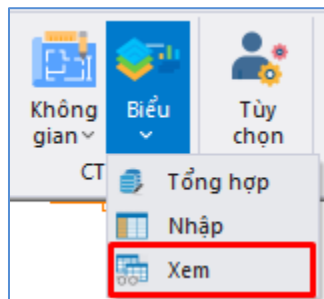 Không
gian
Biểu
Tùy
chọn
CT
Tổng hợp
Nhập
Xem